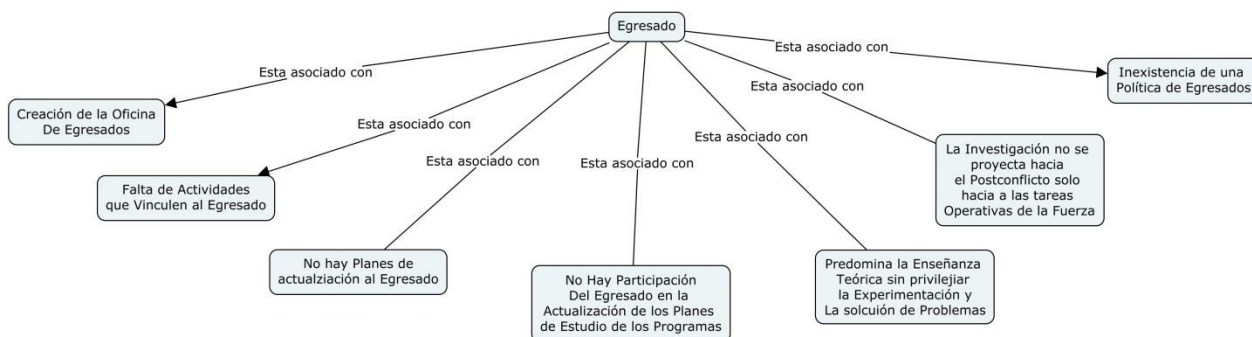 Egresado
Esta asociado con
Esta asociado con
Esta asociado con
Esta asociado con
Esta asociado con
Esta asociado con
Esta asociado con
Creación de la Oficina
De Egresados
Falta de Actividades
que Vinculen al Egresado
No hay Planes de
actualziación al Egresado
No Hay Participación
Del Egresado en la
Actualización de los Planes
de Estudio de los Programas
Predomina la Enseñanza
Teórica sin privilejiar
la Experimentación y
La solcuión de Problemas
La Investigación no se
proyecta hacia
el Postconflicto solo
hacia a las tareas
Operativas de la Fuerza
Inexistencia de una
Política de Egresados